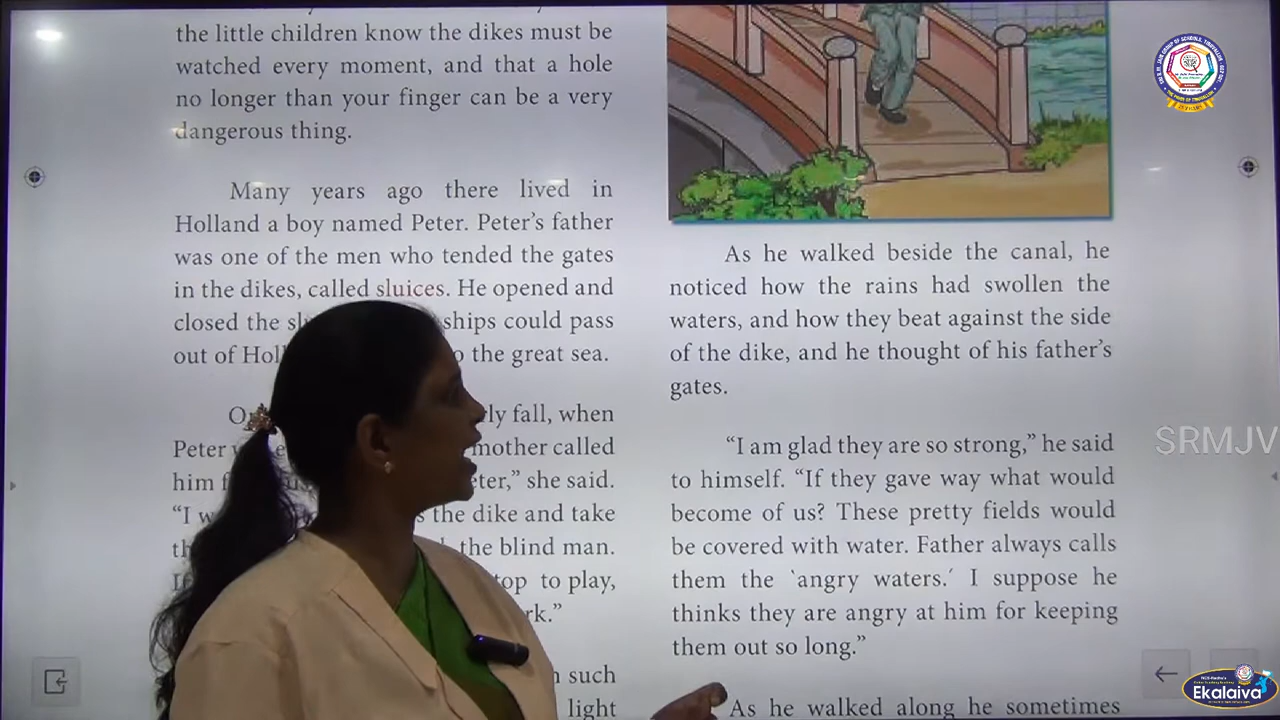 the little children know the dikes must be
watched every moment, and that a hole
no longer than your finger can be a very
dangerous thing.
Many years ago there lived in
Holland a boy named Peter. Peter's father
was one of the men who tended the gates
in the dikes, called sluices. He opened and
closed the ships could pass
out of the great sea.
fall, when
Peter mother called
him she said.
"I the dike and take
the blind man.
to play,
such
light
As he walked beside the canal, he
noticed how the rains had swollen the
waters, and how they beat against the side
of the dike, and he thought of his father's
gates.
"I am glad they are so strong," he said
to himself. "If they gave way what would
become of us? These pretty fields would
be covered with water. Father always calls
them the 'angry waters.' I suppose he
thinks they are angry at him for keeping
them out so long."
As he walked along he sometimes
SRMJV
Ekalaiva